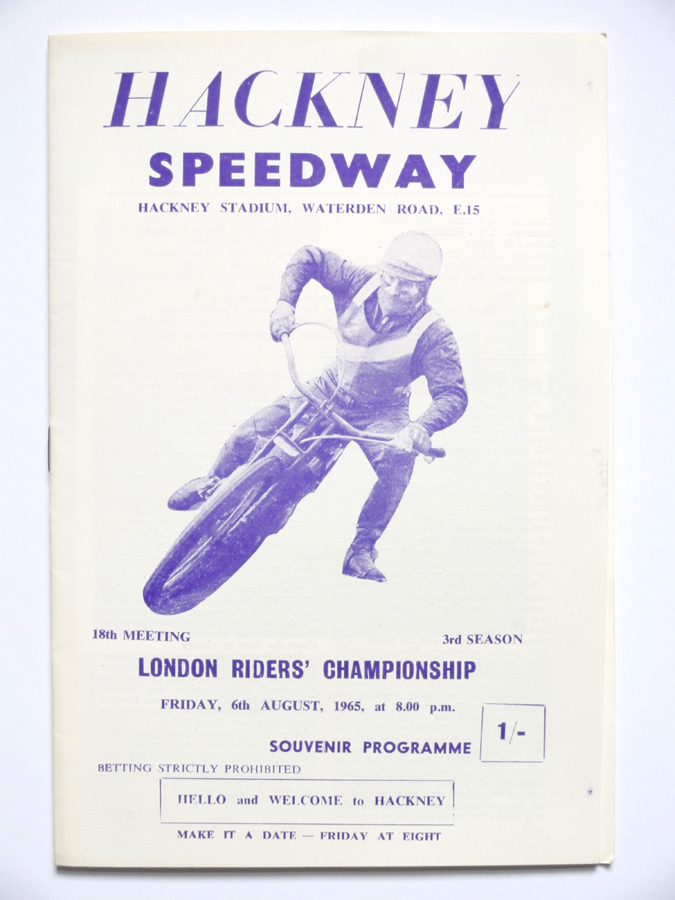 HACKNEY
SPEEDWAY
HACKNEY STADIUM, WATERDEN ROAD, E.15
18th MEETING
3rd SEASON
LONDON RIDERS' CHAMPIONSHIP
FRIDAY, 6th AUGUST, 1965, at 8.00 p.m.
SOUVENIR PROGRAMME
1/-
BETTING STRICTLY PROHIBITED
HELLO and WELCOME to HACKNEY
MAKE IT A DATE — FRIDAY AT EIGHT